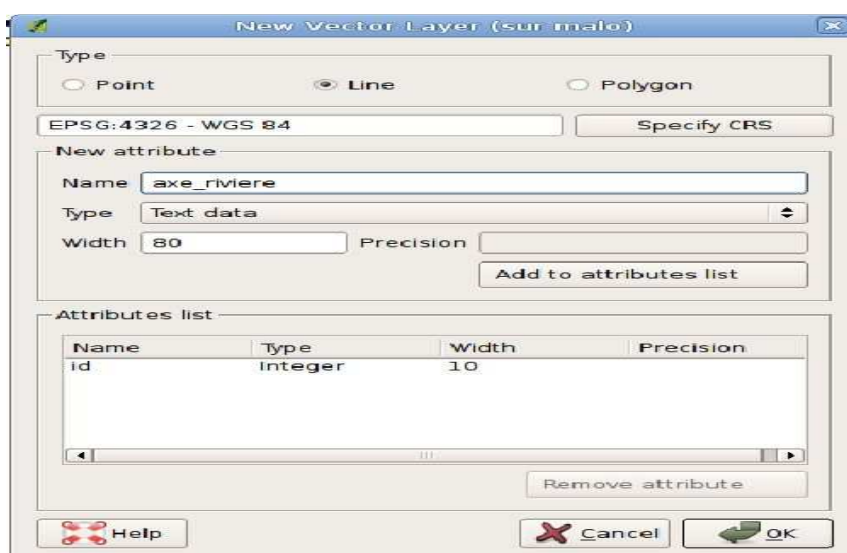 New Vector Layer (sur malo)
Type
Point Line Polygon
EPSG:4326 - WGS 84 Specify CRS
New attribute
Name axe_riviere
Type Text data
Width 80 Precision
Add to attributes list
Attributes list
Name Type Width Precision
id Integer 10
Remove attribute
Help Cancel OK